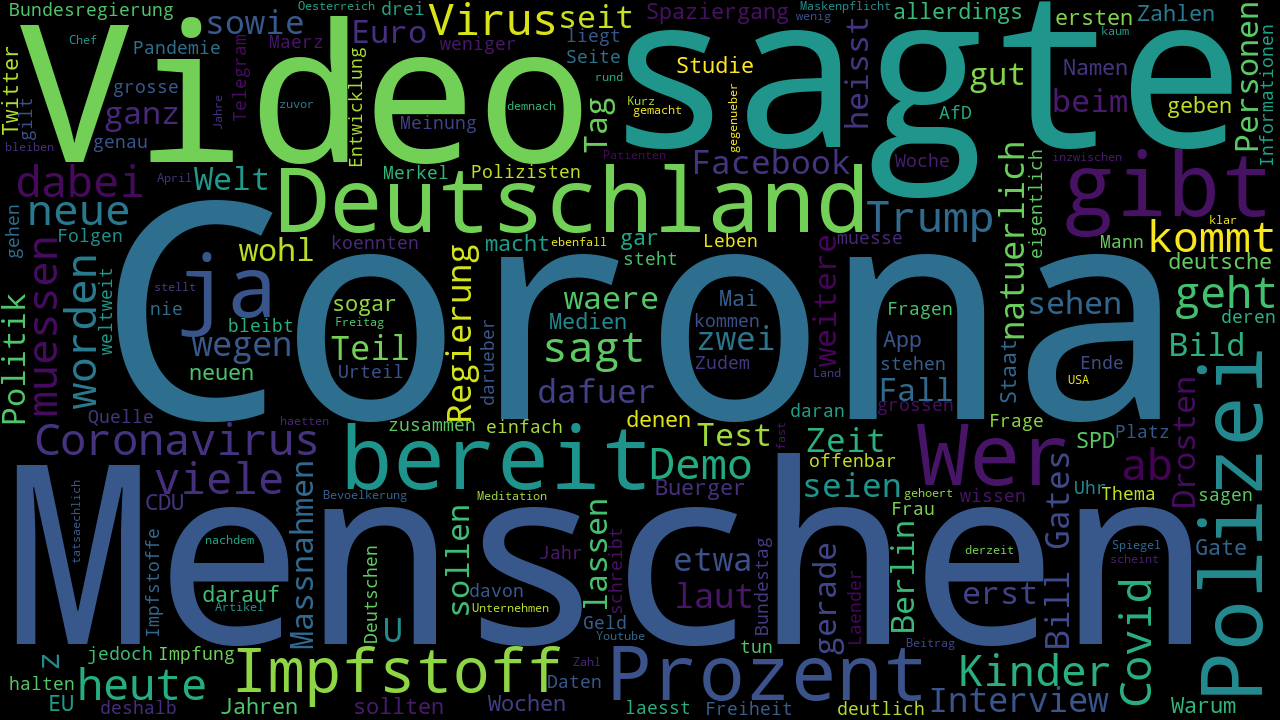 Bundesregierung
Oesterreich
drei
Virus
seit
Spaziergang
Maskenpflicht
wenig
allerdings
ersten
Zahlen
kaum
Chef
sowie
Pandemie
Maerz
Euro
weniger
liegt
Seite
Video
sagte
Studie
gut
Namen
Personen
Informationen
Twitter
gilt
grosse
ganz
Jahre
Telegram
zuvor
Entwicklung
demnach
rund
Tag
Kurz
gemacht
gegenueber
heisst
AfD
beim
geben
bleiben
genau
Meinung
Patienten
Facebook
Woche
inzwischen
dabei
April
Welt
Merkel
Polizisten
Deutschland
natuerlich
eigentlich
gibt
gehen
neue
Folgen
Trump
klar
kommt
wohl
koennten
macht
ebenfall
gar
steht
Leben
muesse
Mann
deutsche
Politik
muessen
worden
weltweit
stellt
nie
ja
bleibt
wegen
neuen
sogar
Freitag
Teil
Urteil
Regierung
darueber
waere
Medien
sagt
dafuer
Mai
kommen
zwei
Zudem
weitere
Land
Fragen
App
stehen
Fall
Staat
sehen
Ende
USA
geht
deren
Bild
Corona
Quelle
haetten
zusammen
einfach
denen
daran
grossen
Frage
Coronavirus
viele
CDU
bereit
Test
Demo
fast
Zeit
offenbar
seien
Wer
SPD
Platz
ab
Drosten
Polizei
Bevoelkerung
Meditation
Buerger
gehoert
wissen
Frau
Uhr
Thema
sagen
Menschen
tatsaechlich
Impfstoffe
nachdem
darauf
Artikel
Massnahmen
Deutschen
U
sollen
davon
Unternehmen
Jahr
lassen
schreibt
Geld
Youtube
etwa
laut
Bundestag
gerade
Laender
Berlin
derzeit
erst
Bill Gates
Spiegel
scheint
Gate
Covid
z
jedoch
Impfung
halten
heute
EU
deshalb
Jahren
Impfstoff
sollten
Wochen
Zahl
Daten
Prozent
tun
laesst
Freiheit
deutlich
Beitrag
Kinder
Interview
Warum